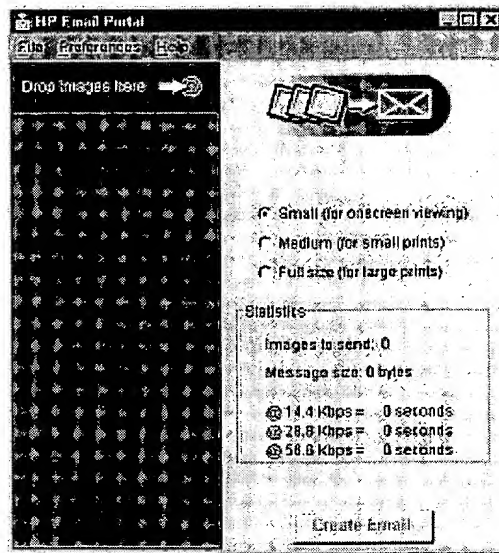 HP Email Portal
File Preferences Help
Drop Images here
Small (for onscreen viewing)
Medium (for small prints)
Full size (for large prints)
Statistics
Images to send: 0
Message size: 0 bytes
@ 14.4 Kbps = 0 seconds
@ 28.8 Kbps = 0 seconds
@ 56.6 Kbps = 0 seconds
Create Email